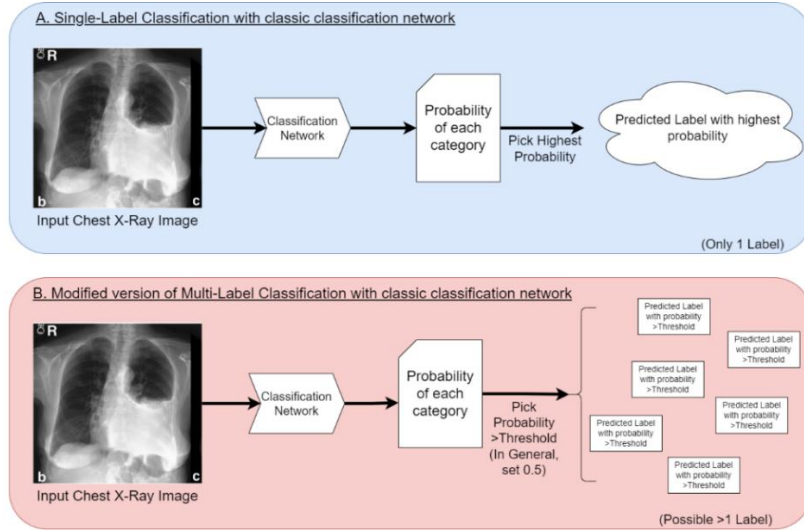 A. Single-Label Classification with classic classification network
R
b
c
Input Chest X-Ray Image
Classification
Network
Probability
of each
category
Pick Highest
Probability
Predicted Label with highest
probability
(Only 1 Label)
B. Modified version of Multi-Label Classification with classic classification network
R
b
c
Input Chest X-Ray Image
Classification
Network
Probability
of each
category
Pick
Probability
>Threshold
(In General,
set 0.5)
Predicted Label
with probability
>Threshold
Predicted Label
with probability
>Threshold
Predicted Label
with probability
>Threshold
Predicted Label
with probability
>Threshold
Predicted Label
with probability
>Threshold
Predicted Label
with probability
>Threshold
(Possible >1 Label)